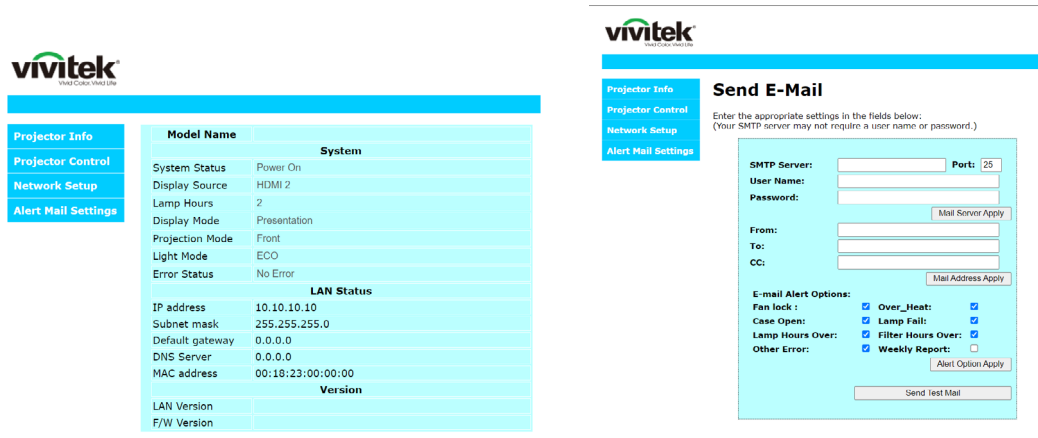 vivitek
Vivid Color, Vivid Life
Projector Info
Projector Control
Network Setup
Alert Mail Settings
Model Name
System
System Status Power On
Display Source HDMI 2
Lamp Hours 2
Display Mode Presentation
Projection Mode Front
Light Mode ECO
Error Status No Error
LAN Status
IP address 10.10.10.10
Subnet mask 255.255.255.0
Default gateway 0.0.0.0
DNS Server 0.0.0.0
MAC address 00:18:23:00:00:00
Version
LAN Version
F/W Version
vivitek
Vivid Color, Vivid Life
Projector Info
Projector Control
Network Setup
Alert Mail Settings
Send E-Mail
Enter the appropriate settings in the fields below:
(Your SMTP server may not require a user name or password.)
SMTP Server: Port: 25
User Name:
Password:
Mail Server Apply
From:
To:
CC:
Mail Address Apply
E-mail Alert Options:
Fan lock : Over_Heat:
Case Open: Lamp Fail:
Lamp Hours Over: Filter Hours Over:
Other Error: Weekly Report:
Alert Option Apply
Send Test Mail